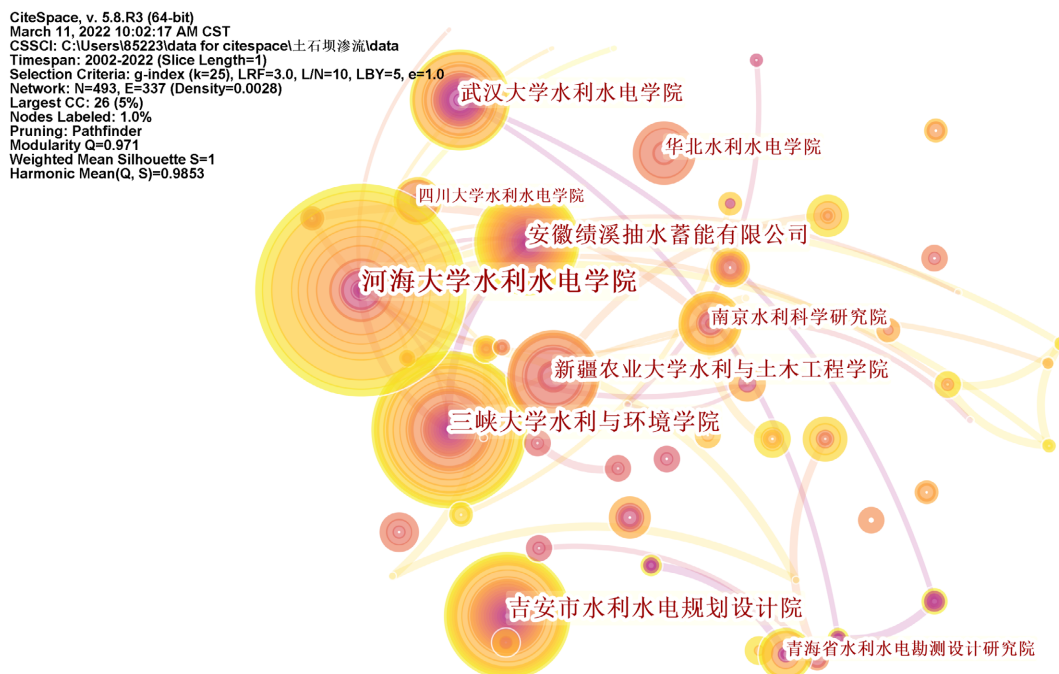 CiteSpace, v. 5.8.R3 (64-bit)
March 11, 2022 10:02:17 AM CST
CSSCI: C:\Users\85223\data for citespace\土石坝渗流\data
Timespan: 2002-2022 (Slice Length=1)
Selection Criteria: g-index (k=25), LRF=3.0, L/N=10, LBY=5, e=1.0
Network: N=493, E=337 (Density=0.0028)
Largest CC: 26 (5%)
Nodes Labeled: 1.0%
Pruning: Pathfinder
Modularity Q=0.971
Weighted Mean Silhouette S=1
Harmonic Mean(Q, S)=0.9853
武汉大学水利水电学院
华北水利水电学院
四川大学水利水电学院
安徽绩溪抽水蓄能有限公司
河海大学水利水电学院
南京水利科学研究院
新疆农业大学水利与土木工程学院
三峡大学水利与环境学院
吉安市水利水电规划设计院
青海省水利水电勘测设计研究院